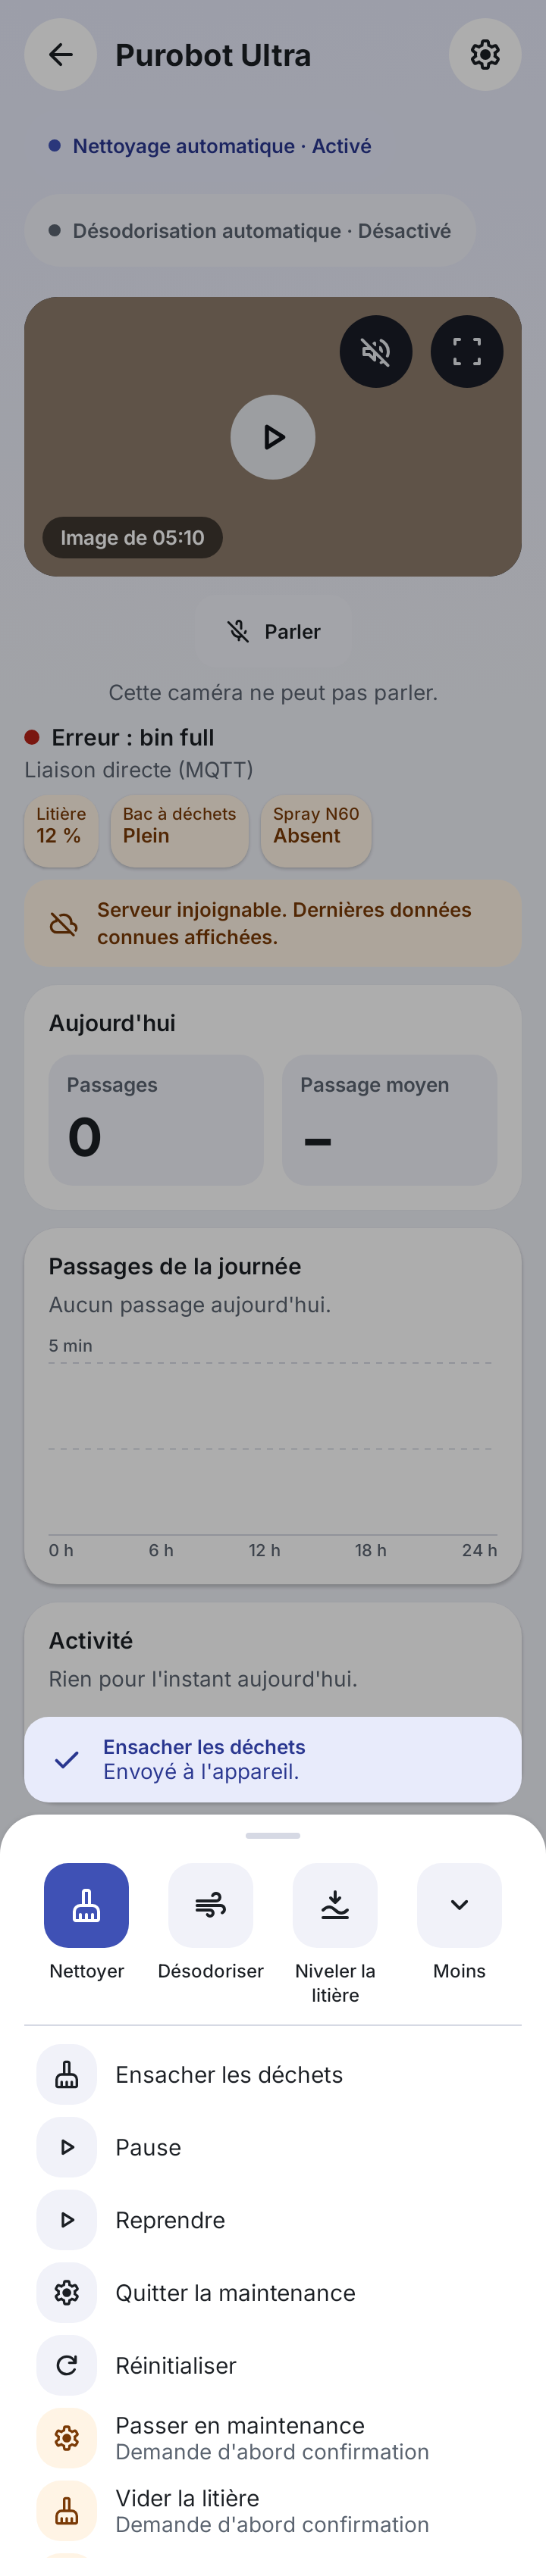 Purobot Ultra
Nettoyage automatique · Activé
Désodorisation automatique · Désactivé
Image de 05:10
Parler
Cette caméra ne peut pas parler.
Erreur : bin full
Liaison directe (MQTT)
Litière
12 %
Bac à déchets
Plein
Spray N60
Absent
Serveur injoignable. Dernières données
connues affichées.
Aujourd'hui
Passages
0
Passage moyen
–
Passages de la journée
Aucun passage aujourd'hui.
5 min
0 h 6 h 12 h 18 h 24 h
Activité
Rien pour l'instant aujourd'hui.
Ensacher les déchets
Envoyé à l'appareil.
Nettoyer
Désodoriser
Niveler la
litière
Moins
Ensacher les déchets
Pause
Reprendre
Quitter la maintenance
Réinitialiser
Passer en maintenance
Demande d'abord confirmation
Vider la litière
Demande d'abord confirmation